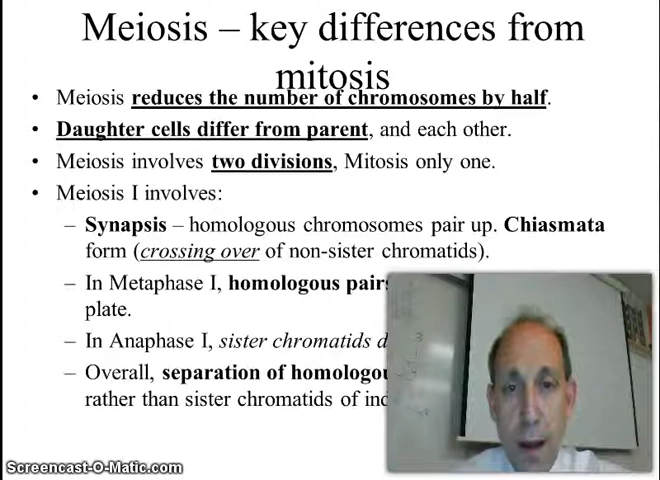 Meiosis – key differences from
mitosis
• Meiosis reduces the number of chromosomes by half.
• Daughter cells differ from parent, and each other.
• Meiosis involves two divisions, Mitosis only one.
• Meiosis I involves:
– Synapsis – homologous chromosomes pair up. Chiasmata
form (crossing over of non-sister chromatids).
– In Metaphase I, homologous pairs
plate.
– In Anaphase I, sister chromatids
– Overall, separation of
rather than sister chromatids of
Screencast-O-Matic.com